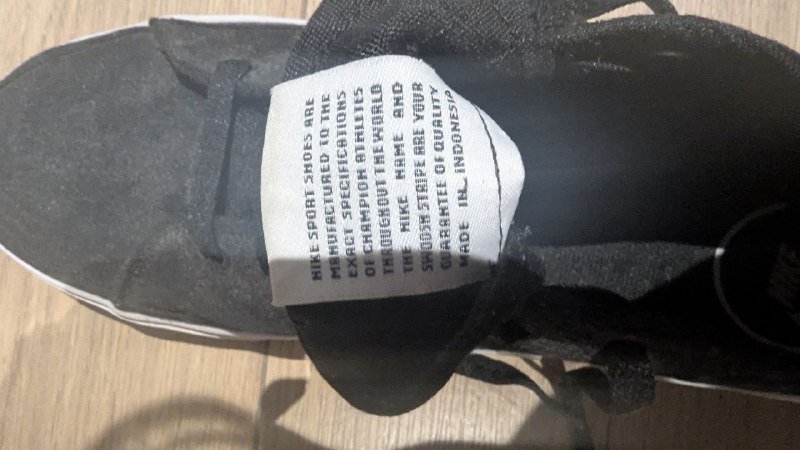 NIKE SPORT SHOES ARE
MANUFACTURED TO THE
EXACT SPECIFICATIONS
OF CHAMPION ATHLETES
THROUGHOUT THE WORLD
THE NIKE NAME AND
SWOOSH STRIPE ARE YOUR
GUARANTEE OF QUALITY
MADE IN INDONESIA